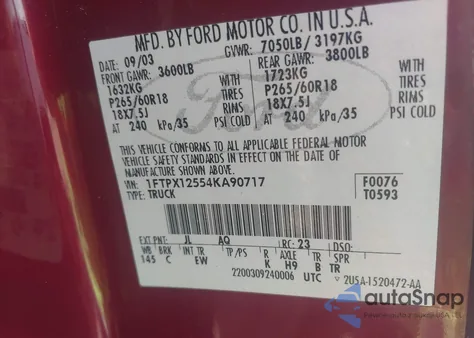 MFD. BY FORD MOTOR CO. IN U.S.A.
DATE: 09/03 GVWR: 7050LB/ 3197KG
FRONT GAWR: 3600LB REAR GAWR: 3800LB
1632KG WITH 1723KG WITH
P265/60R18 TIRES P265/60R18 TIRES
18X7.5J RIMS 18X7.5J RIMS
AT 240 kPa/35 PSI COLD AT 240 kPa/35 PSI COLD
Ford
THIS VEHICLE CONFORMS TO ALL APPLICABLE FEDERAL MOTOR
VEHICLE SAFETY STANDARDS IN EFFECT ON THE DATE OF
MANUFACTURE SHOWN ABOVE.
VIN: 1FTPX12554KA90717 F0076
TYPE: TRUCK T0593
EXT PNT: JL AQ RC: 23 DSO:
WB BRK INT TR TP/PS R AXLE TR SPR
145 C EW K H9 B TR
2200309240006 UTC 2U5A-1520472-AA
autoSnap